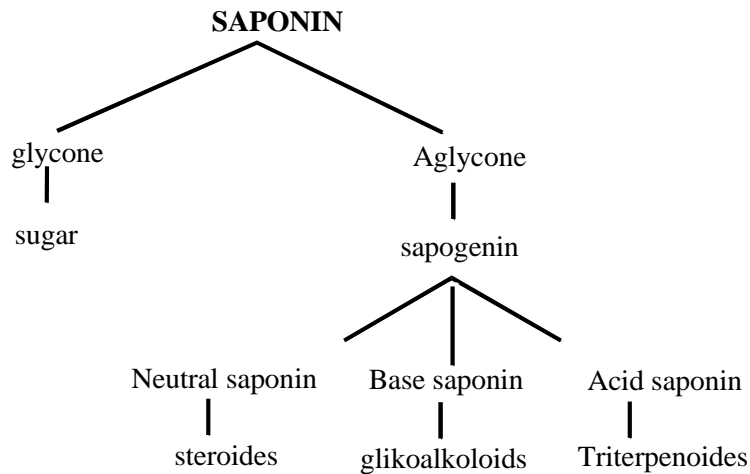 SAPONIN
glycone Aglycone
sugar
sapogenin
Neutral saponin Base saponin Acid saponin
steroides glikoalkoloids Triterpenoides